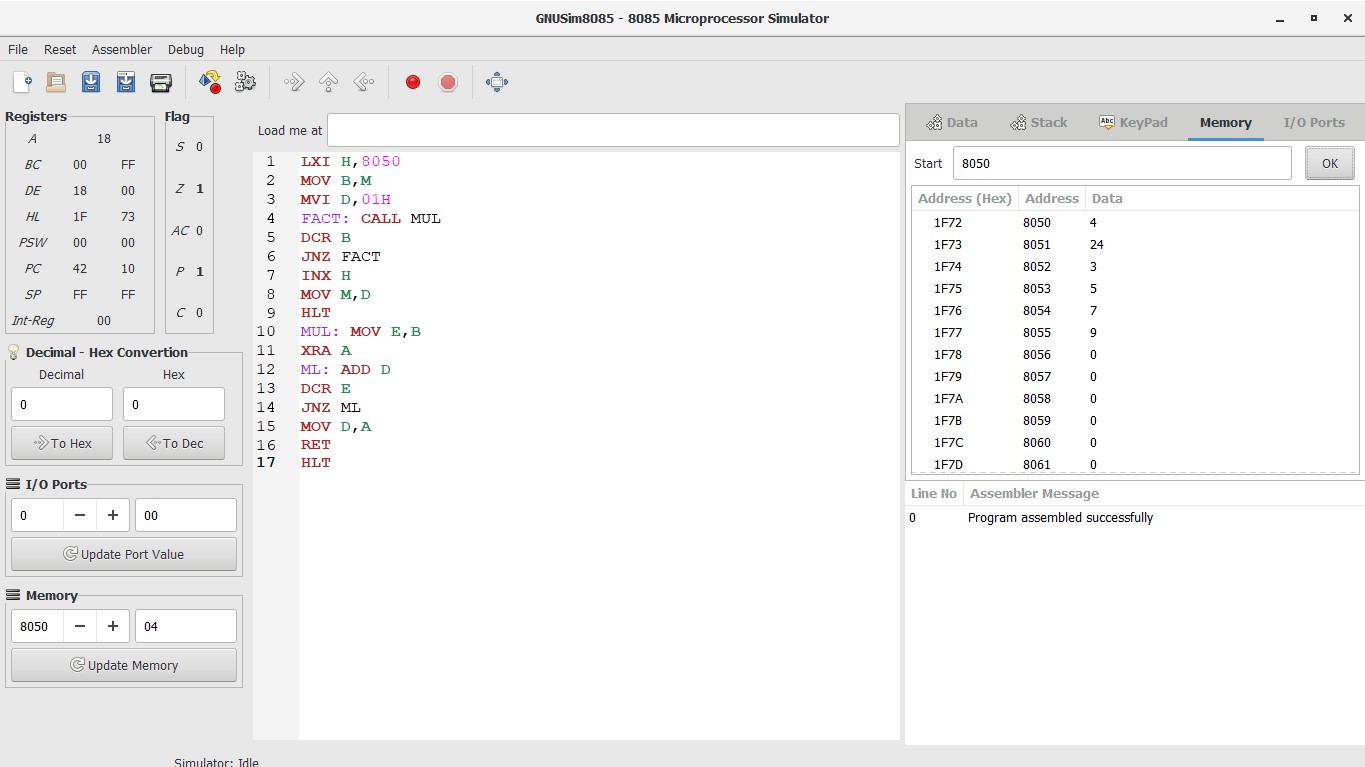 GNUSim8085 - 8085 Microprocessor Simulator
File Reset Assembler Debug Help
Registers
A 18
BC 00 FF
DE 18 00
HL 1F 73
PSW 00 00
PC 42 10
SP FF FF
Int-Reg 00
Flag
S 0
Z 1
AC 0
P 1
C 0
Decimal - Hex Convertion
Decimal Hex
0 0
To Hex To Dec
I/O Ports
0 − + 00
Update Port Value
Memory
8050 − + 04
Update Memory
Load me at
1 LXI H,8050
2 MOV B,M
3 MVI D,01H
4 FACT: CALL MUL
5 DCR B
6 JNZ FACT
7 INX H
8 MOV M,D
9 HLT
10 MUL: MOV E,B
11 XRA A
12 ML: ADD D
13 DCR E
14 JNZ ML
15 MOV D,A
16 RET
17 HLT
Data Stack Abc KeyPad Memory I/O Ports
Start 8050 OK
Address (Hex) Address Data
1F72 8050 4
1F73 8051 24
1F74 8052 3
1F75 8053 5
1F76 8054 7
1F77 8055 9
1F78 8056 0
1F79 8057 0
1F7A 8058 0
1F7B 8059 0
1F7C 8060 0
1F7D 8061 0
Line No Assembler Message
0 Program assembled successfully
Simulator: Idle